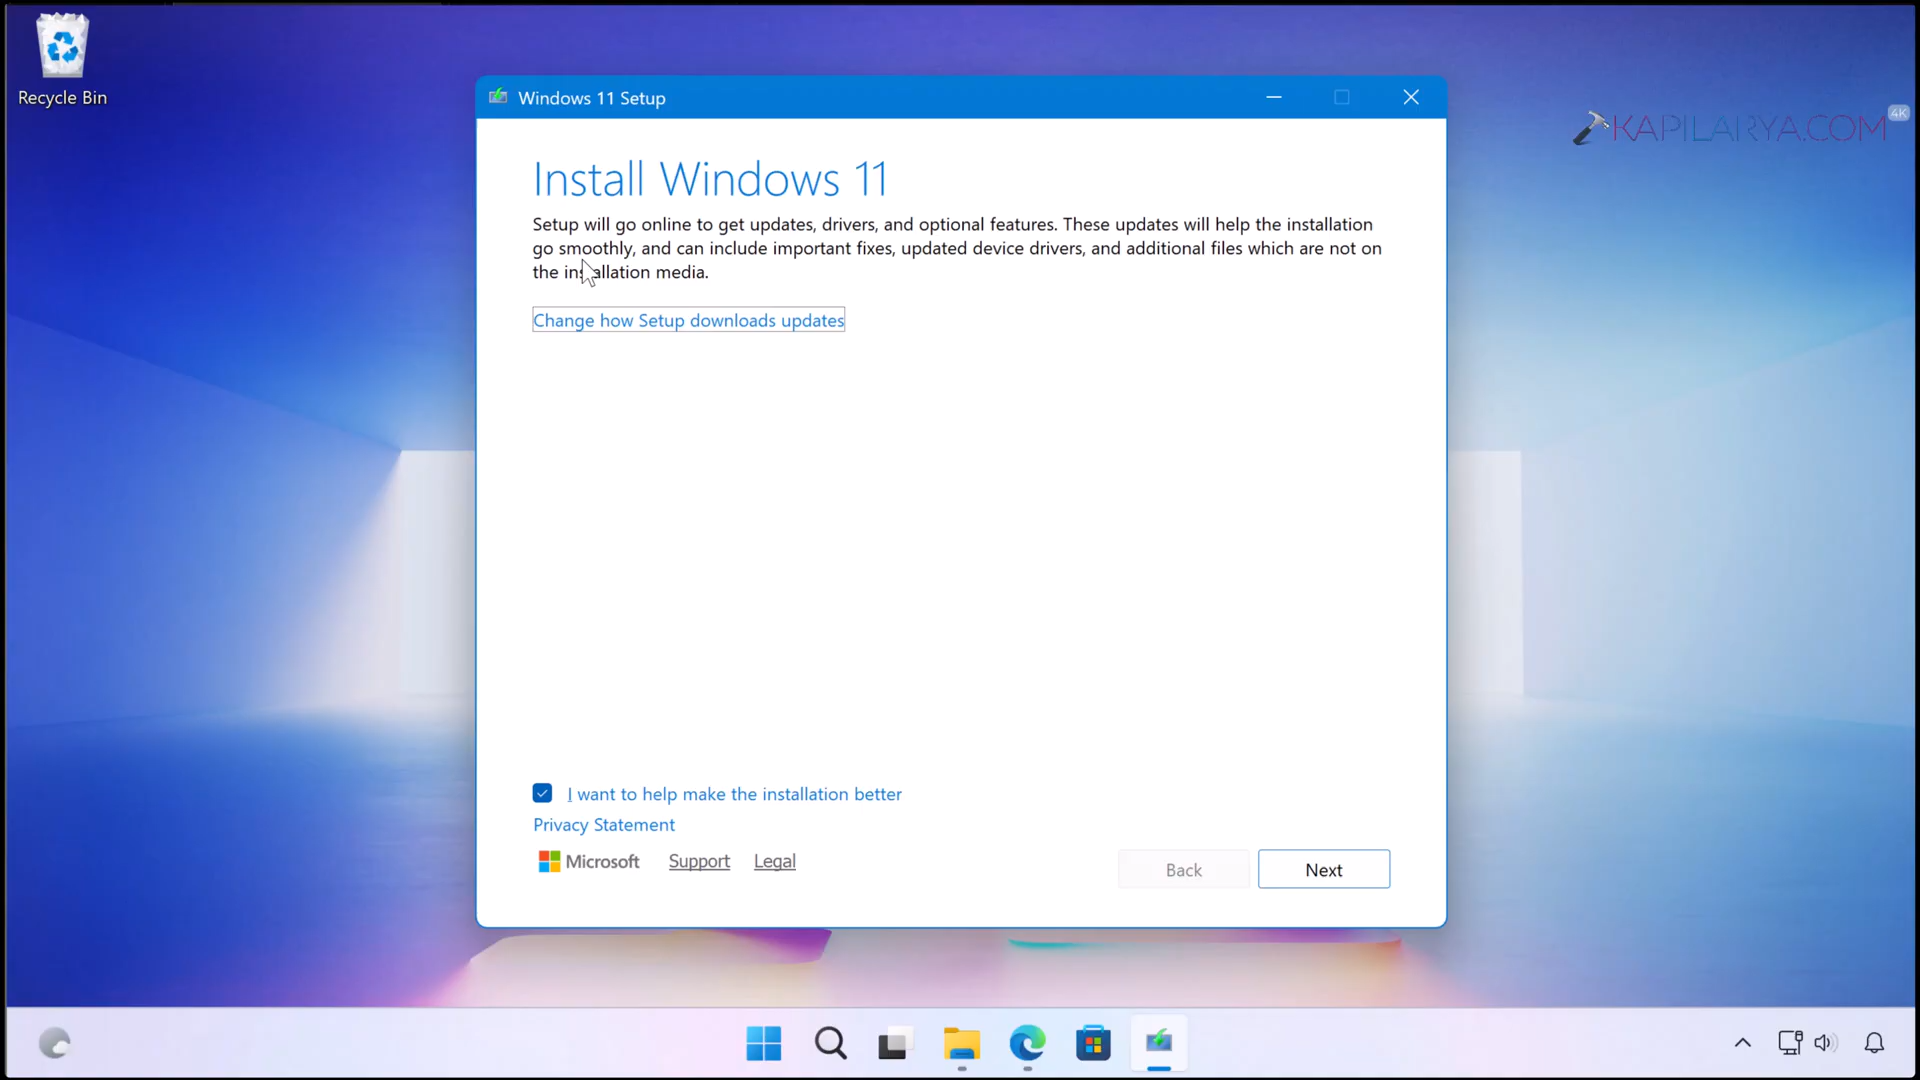 Recycle Bin
Windows 11 Setup
KAPILARYA.COM
4K
Install Windows 11
Setup will go online to get updates, drivers, and optional features. These updates will help the installation
go smoothly, and can include important fixes, updated device drivers, and additional files which are not on
the installation media.
Change how Setup downloads updates
I want to help make the installation better
Privacy Statement
Microsoft Support Legal
Back Next